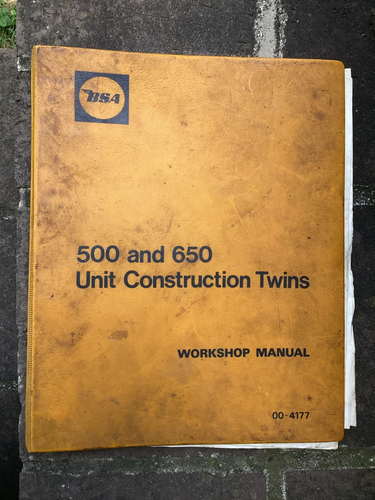 BSA
500 and 650
Unit Construction Twins
WORKSHOP MANUAL
00-4177